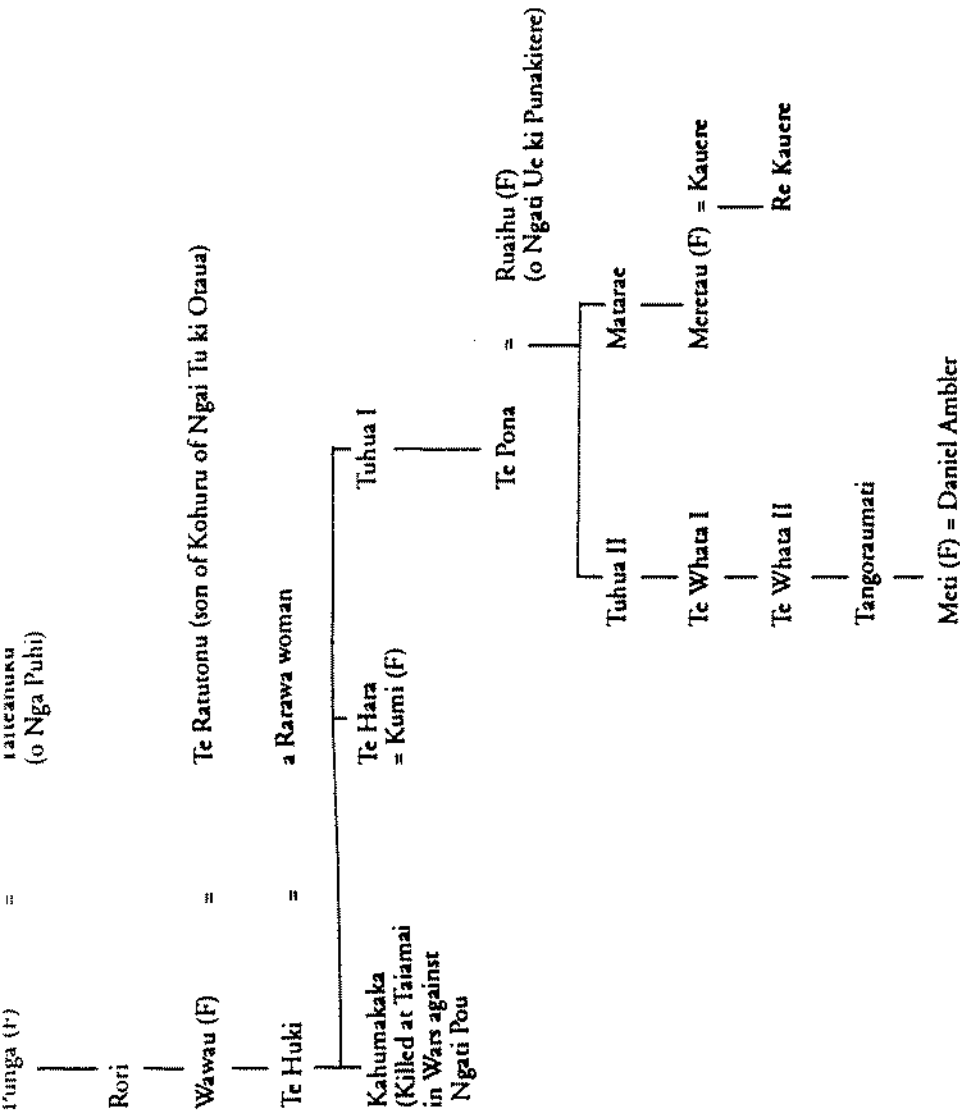 (F) =
(o Nga Puhi)
Rori
Wawau (F) = Te Ratutonu (son of Kohuru of Ngai Tu ki Otaua)
Te Huki = a Rarawa woman
Kahumakaka
(Killed at Taiamai
in Wars against
Ngati Pou
Te Hara
= Kumi (F)
Tuhua I
Te Pona = Ruaihu (F)
(o Ngati Ue ki Punakitere)
Tuhua II
Matarae
Te Whata I
Meretau (F) = Kauere
Te Whata II
Re Kauere
Tangoraumati
Meti (F) = Daniel Ambler